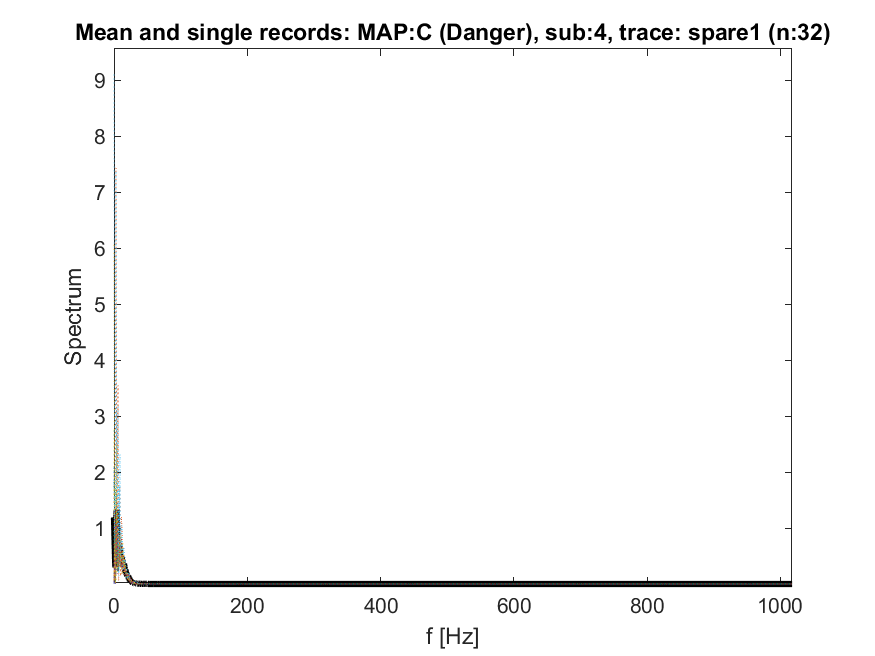 Mean and single records: MAP:C (Danger), sub:4, trace: spare1 (n:32)
9
8
7
6
5
4
3
2
1
Spectrum
0 200 400 600 800 1000
f [Hz]